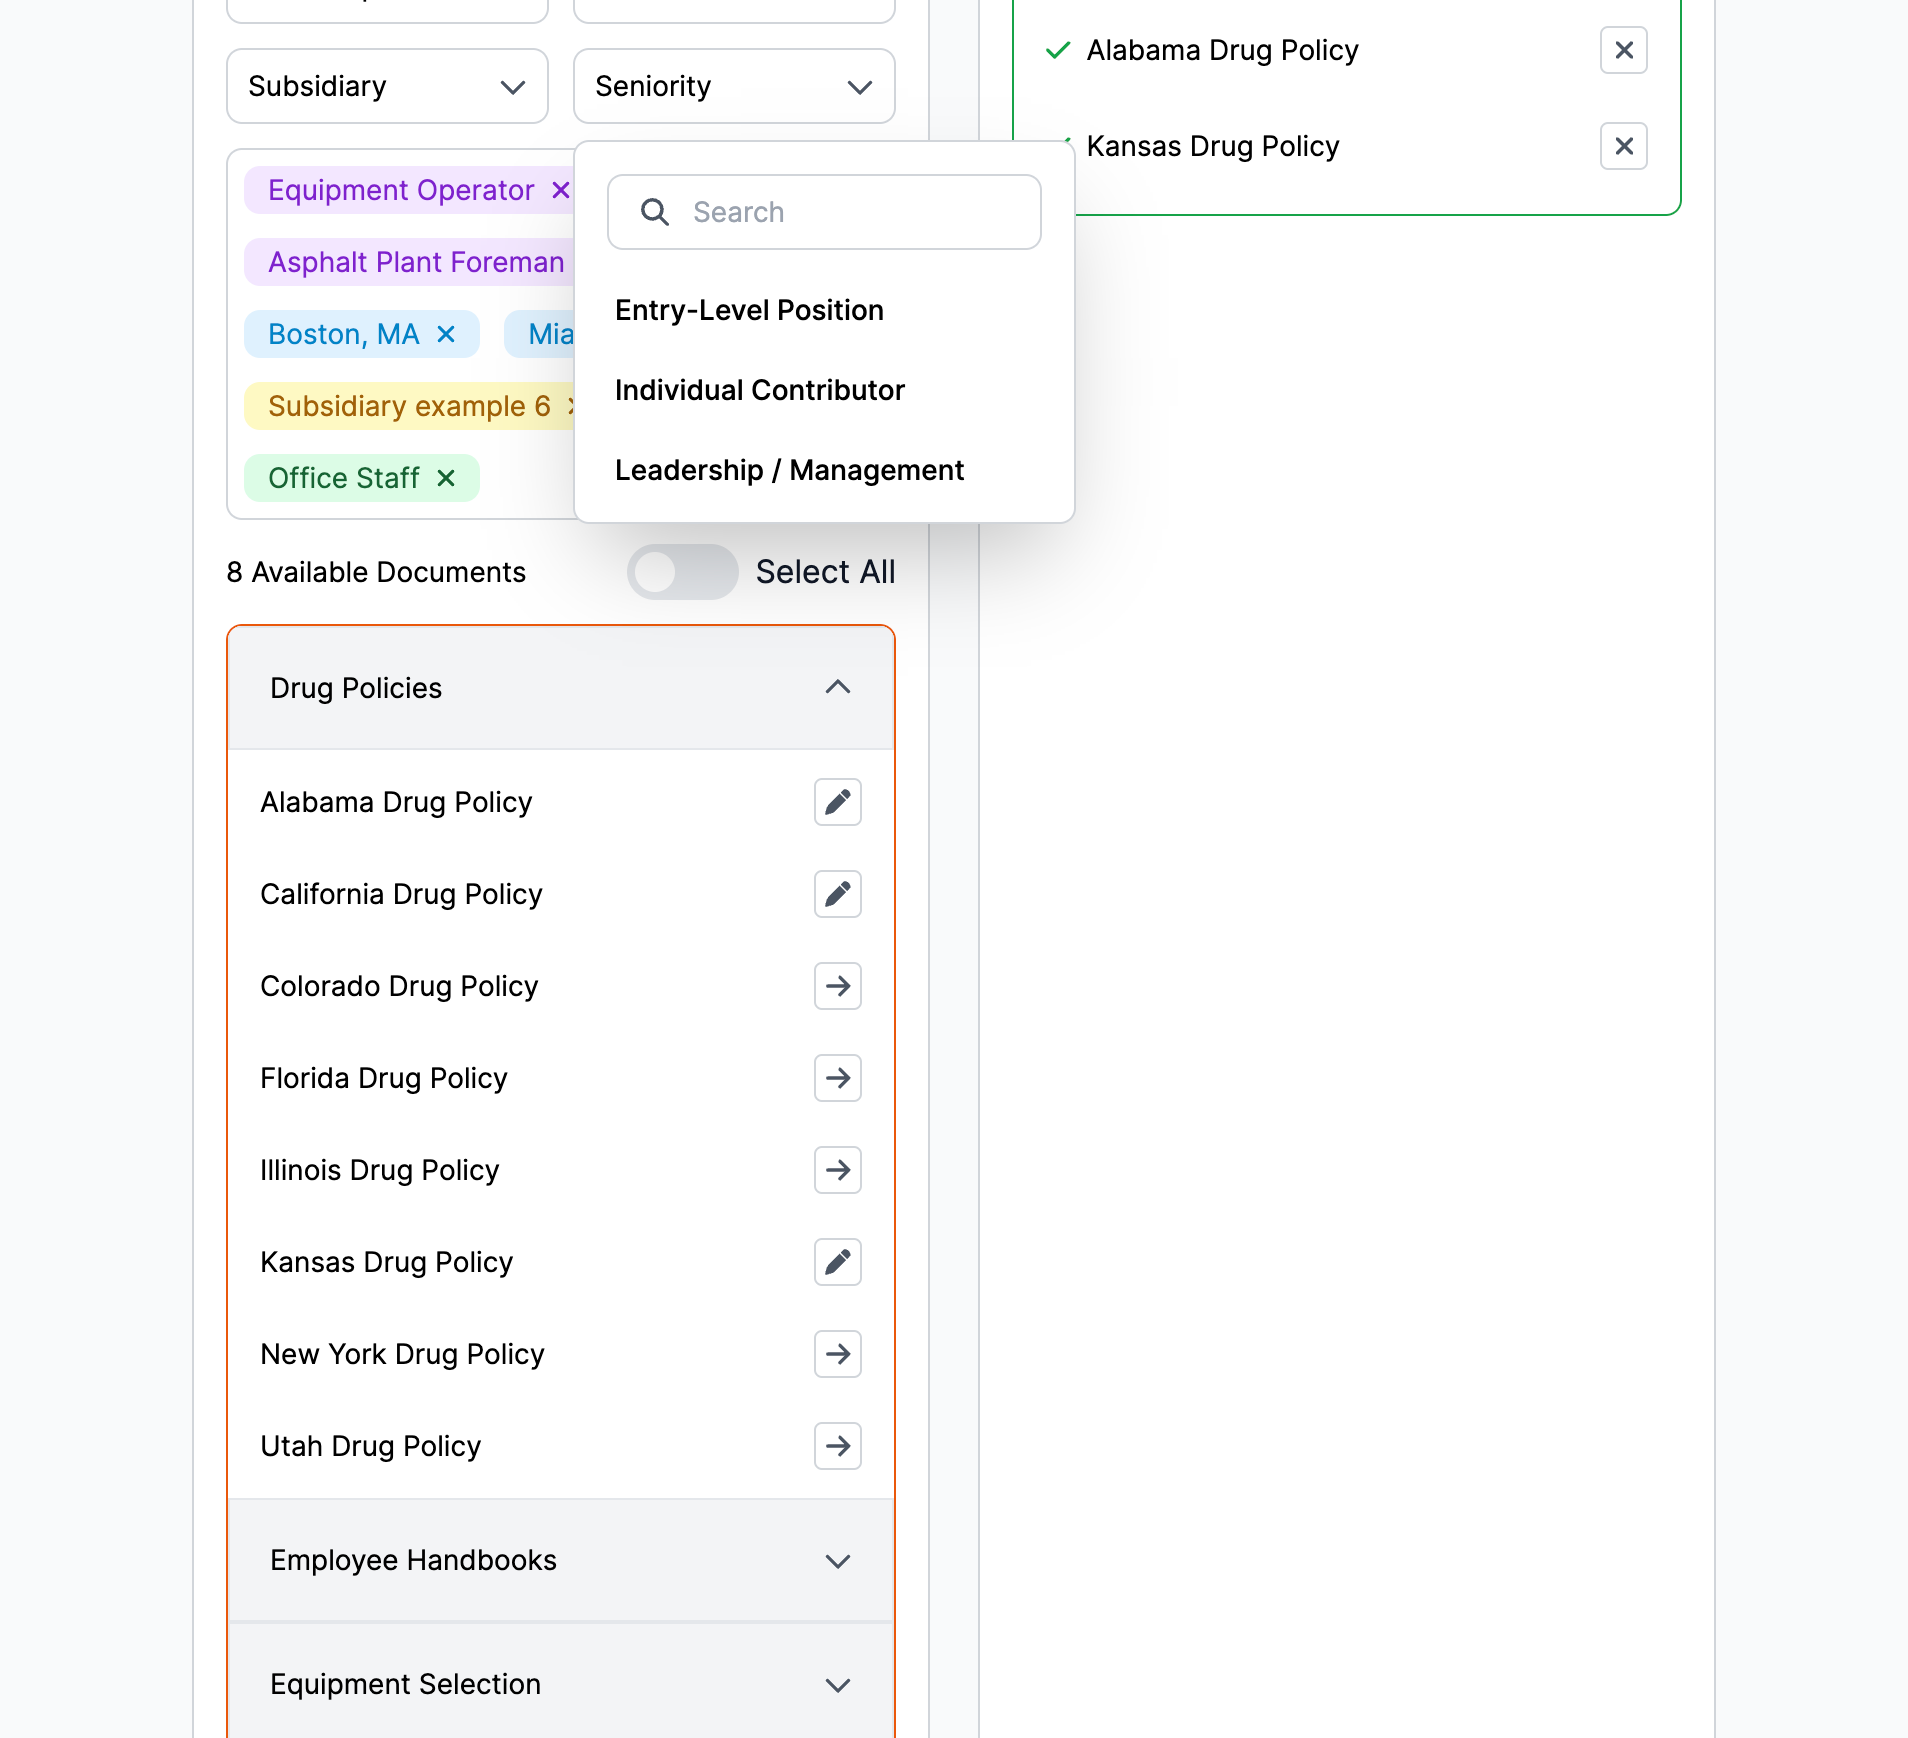 Subsidiary
Seniority
Equipment Operator
Asphalt Plant Foreman
Boston, MA
Mia
Subsidiary example 6
Office Staff
Search
Entry-Level Position
Individual Contributor
Leadership / Management
8 Available Documents
Select All
Drug Policies
Alabama Drug Policy
California Drug Policy
Colorado Drug Policy
Florida Drug Policy
Illinois Drug Policy
Kansas Drug Policy
New York Drug Policy
Utah Drug Policy
Employee Handbooks
Equipment Selection
Alabama Drug Policy
Kansas Drug Policy